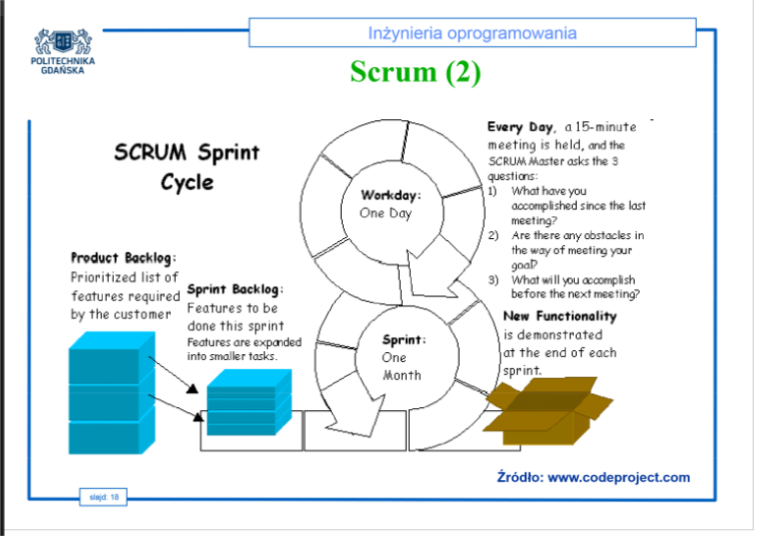 Inżynieria oprogramowania
POLITECHNIKA
GDAŃSKA
Scrum (2)
SCRUM Sprint
Cycle
Every Day, a 15-minute
meeting is held, and the
SCRUM Master asks the 3
questions:
1) What have you
accomplished since the last
meeting?
2) Are there any obstacles in
the way of meeting your
goal?
3) What will you accomplish
before the next meeting?
Workday:
One Day
Product Backlog:
Prioritized list of
features required
by the customer
Sprint Backlog:
Features to be
done this sprint
Features are expanded
into smaller tasks.
Sprint:
One
Month
New Functionality
is demonstrated
at the end of each
sprint.
Źródło: www.codeproject.com
slajd: 18